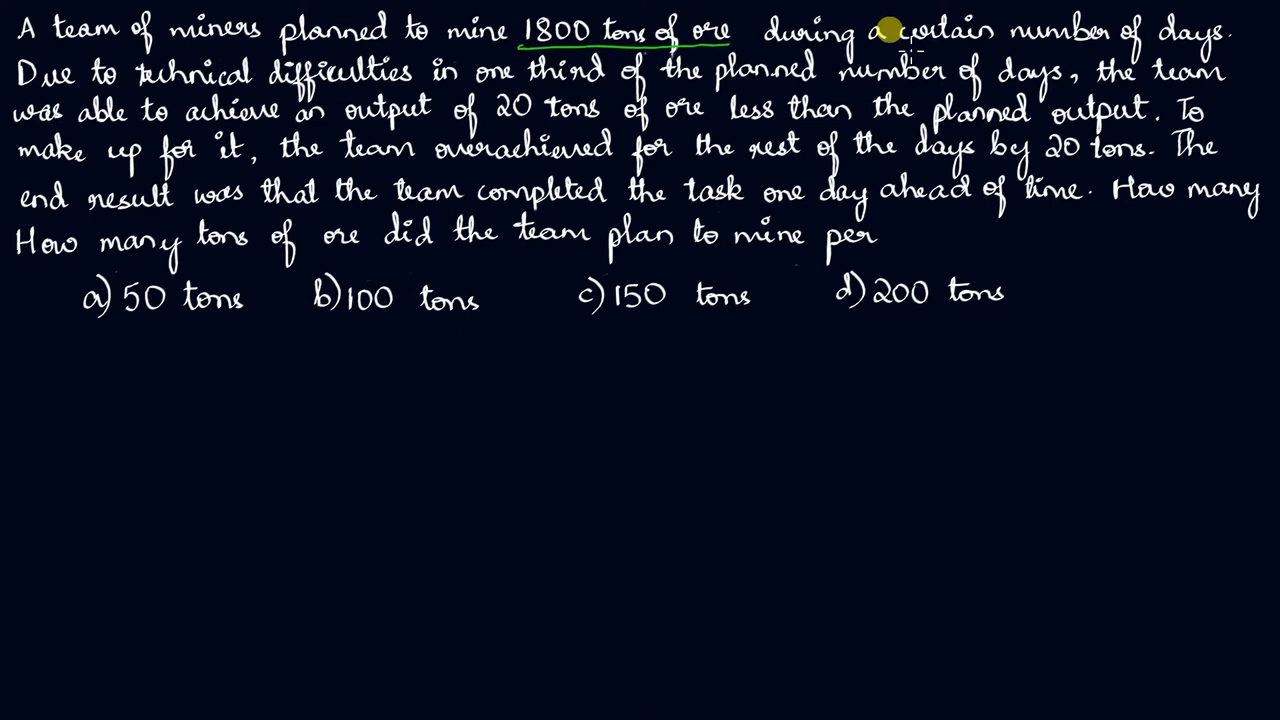 A team of miners planned to mine 1800 tons of ore during a certain number of days.
Due to technical difficulties in one third of the planned number of days, the team
was able to achieve an output of 20 tons of ore less than the planned output. To
make up for it, the team overachieved for the rest of the days by 20 tons. The
end result was that the team completed the task one day ahead of time. How many
How many tons of ore did the team plan to mine per
a) 50 tons b) 100 tons c) 150 tons d) 200 tons